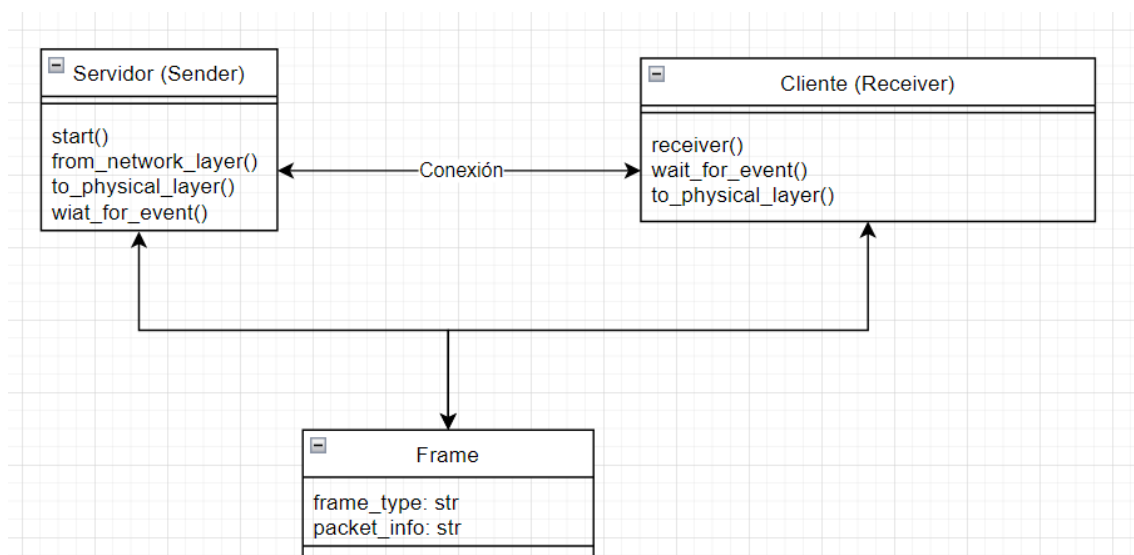 Servidor (Sender)
start()
from_network_layer()
to_physical_layer()
wiat_for_event()
Conexión
Cliente (Receiver)
receiver()
wait_for_event()
to_physical_layer()
Frame
frame_type: str
packet_info: str